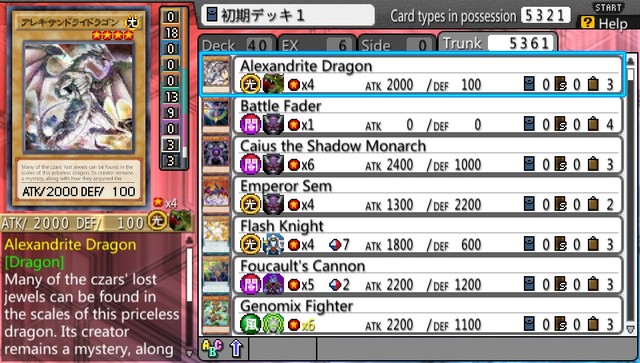 アレキサンドライドラゴン
Many of the czars' lost jewels can be found in the
scales of this priceless dragon. Its creator remains
a mystery, along with how they acquired the
ATK/2000 DEF/ 100
0
18
0
0
0
13
9
0
3
3
x4
ATK/ 2000 DEF/ 100 光
Alexandrite Dragon
[Dragon]
Many of the czars' lost
jewels can be found in
the scales of this priceless
dragon. Its creator
remains a mystery, along
初期デッキ1
Card types in possession 5321
START
? Help
Deck 40 EX 6 Side 0 Trunk 5361
Alexandrite Dragon
光 x4 ATK 2000 /DEF 100 0 S 0 3
Battle Fader
闇 x1 ATK 0 /DEF 0 0 S 0 4
Caius the Shadow Monarch
闇 x6 ATK 2400 /DEF 1000 0 S 0 3
Emperor Sem
光 x4 ATK 1300 /DEF 2200 0 S 0 2
Flash Knight
光 x4 7 ATK 1800 /DEF 600 0 S 0 3
Foucault's Cannon
闇 x5 2 ATK 2200 /DEF 1200 0 S 0 3
Genomix Fighter
風 x6 ATK 2200 /DEF 1100 0 S 0 3
ABC